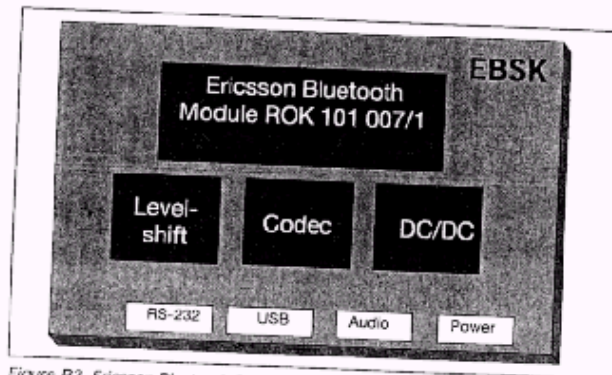 EBSK
Ericsson Bluetooth
Module ROK 101 007/1
Level-
shift
Codec
DC/DC
RS-232
USB
Audio
Power
Figure B2. Ericsson